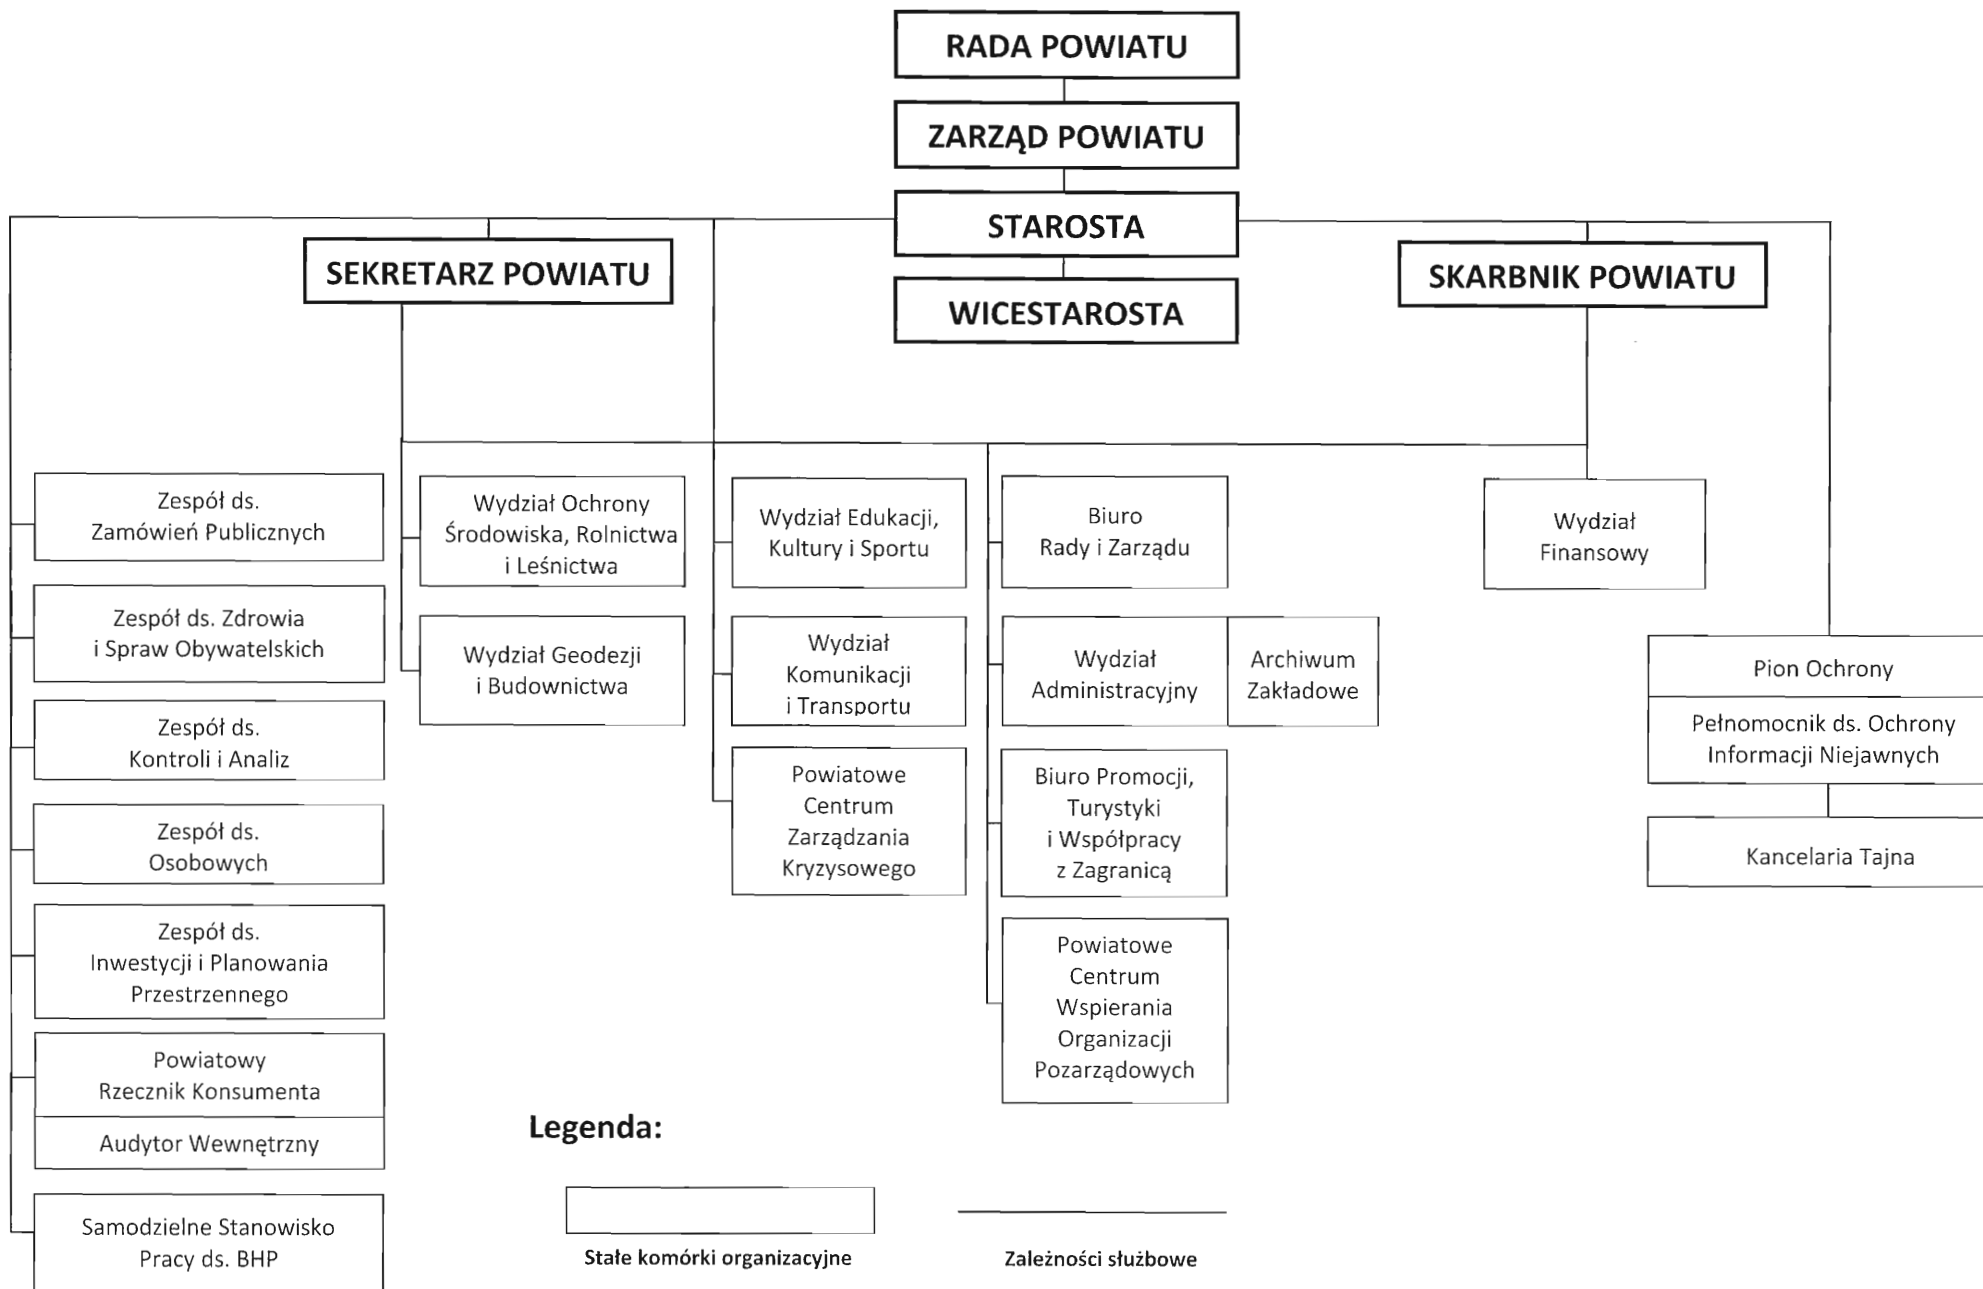 RADA POWIATU
ZARZĄD POWIATU
STAROSTA
SEKRETARZ POWIATU
SKARBNIK POWIATU
WICESTAROSTA
Zespół ds.
Zamówień Publicznych
Zespół ds. Zdrowia
i Spraw Obywatelskich
Zespół ds.
Kontroli i Analiz
Zespół ds.
Osobowych
Zespół ds.
Inwestycji i Planowania
Przestrzennego
Powiatowy
Rzecznik Konsumenta
Audytor Wewnętrzny
Samodzielne Stanowisko
Pracy ds. BHP
Wydział Ochrony
Środowiska, Rolnictwa
i Leśnictwa
Wydział Geodezji
i Budownictwa
Wydział Edukacji,
Kultury i Sportu
Wydział
Komunikacji
i Transportu
Powiatowe
Centrum
Zarządzania
Kryzysowego
Biuro
Rady i Zarządu
Wydział
Administracyjny
Archiwum
Zakładowe
Biuro Promocji,
Turystyki
i Współpracy
z Zagranicą
Powiatowe
Centrum
Wspierania
Organizacji
Pozarządowych
Wydział
Finansowy
Pion Ochrony
Pełnomocnik ds. Ochrony
Informacji Niejawnych
Kancelaria Tajna
Legenda:
Stałe komórki organizacyjne
Zależności służbowe